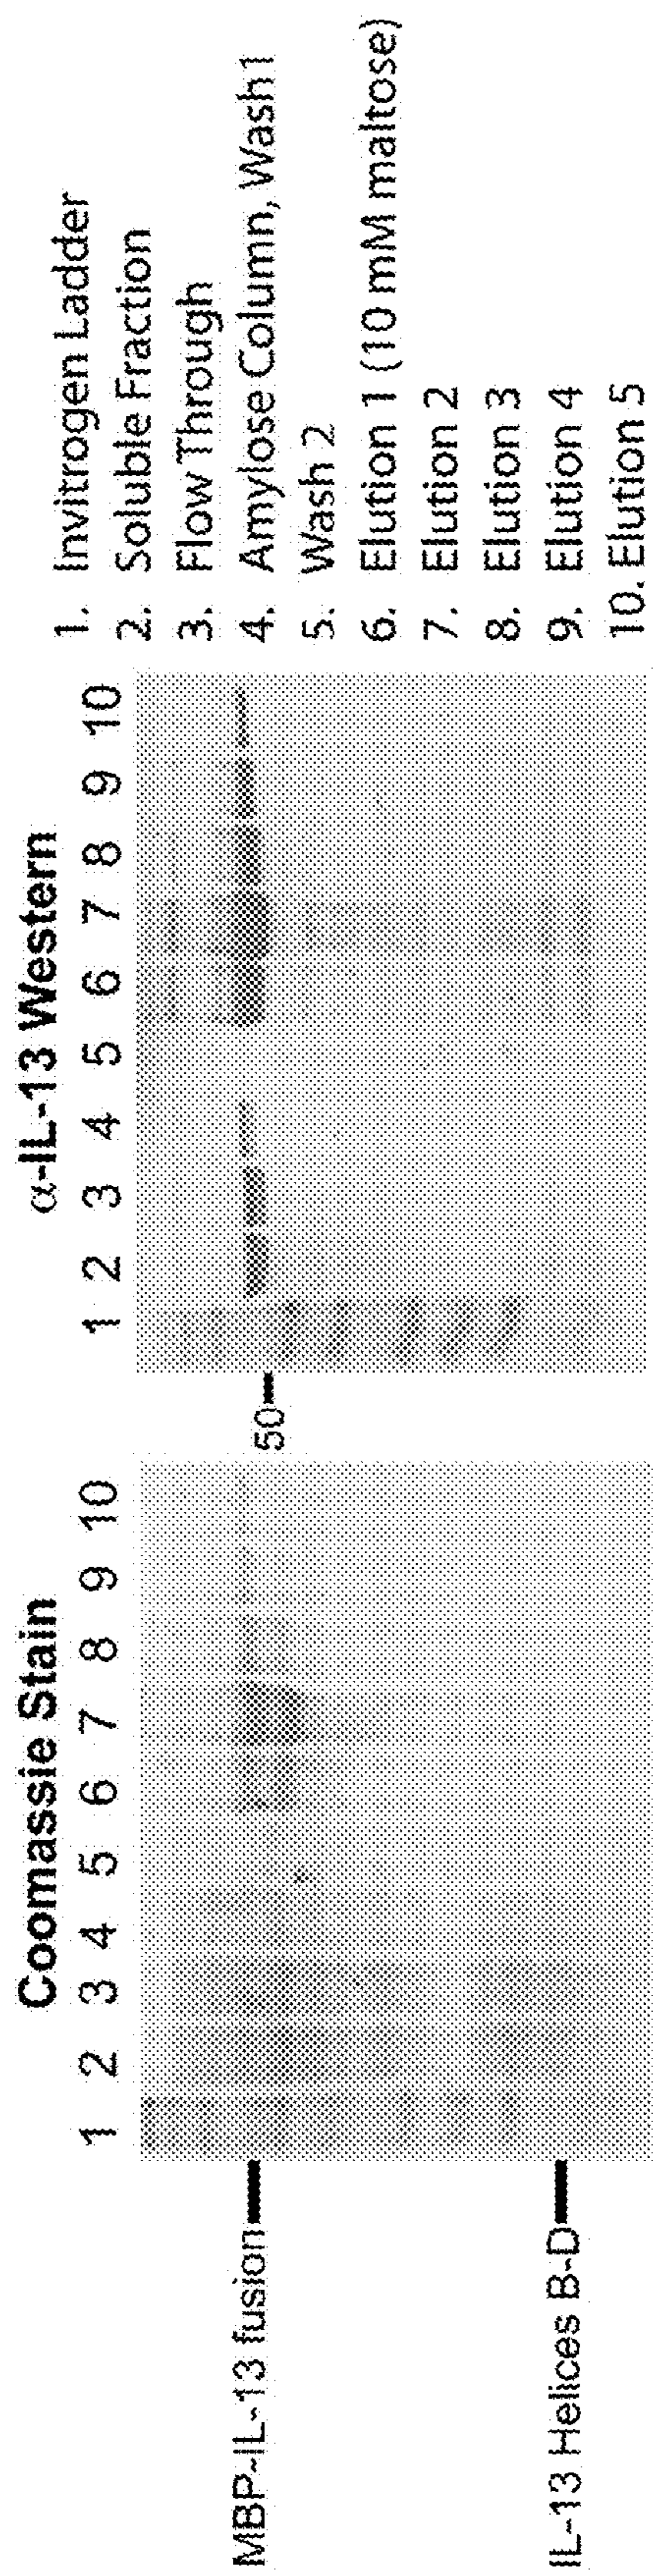 Coomassie Stain
1 2 3 4 5 6 7 8 9 10
MBP-IL-13 fusion
IL-13 Helices B-D
α-IL-13 Western
1 2 3 4 5 6 7 8 9 10
50
1. Invitrogen Ladder
2. Soluble Fraction
3. Flow Through
4. Amylose Column, Wash1
5. Wash 2
6. Elution 1 (10 mM maltose)
7. Elution 2
8. Elution 3
9. Elution 4
10. Elution 5